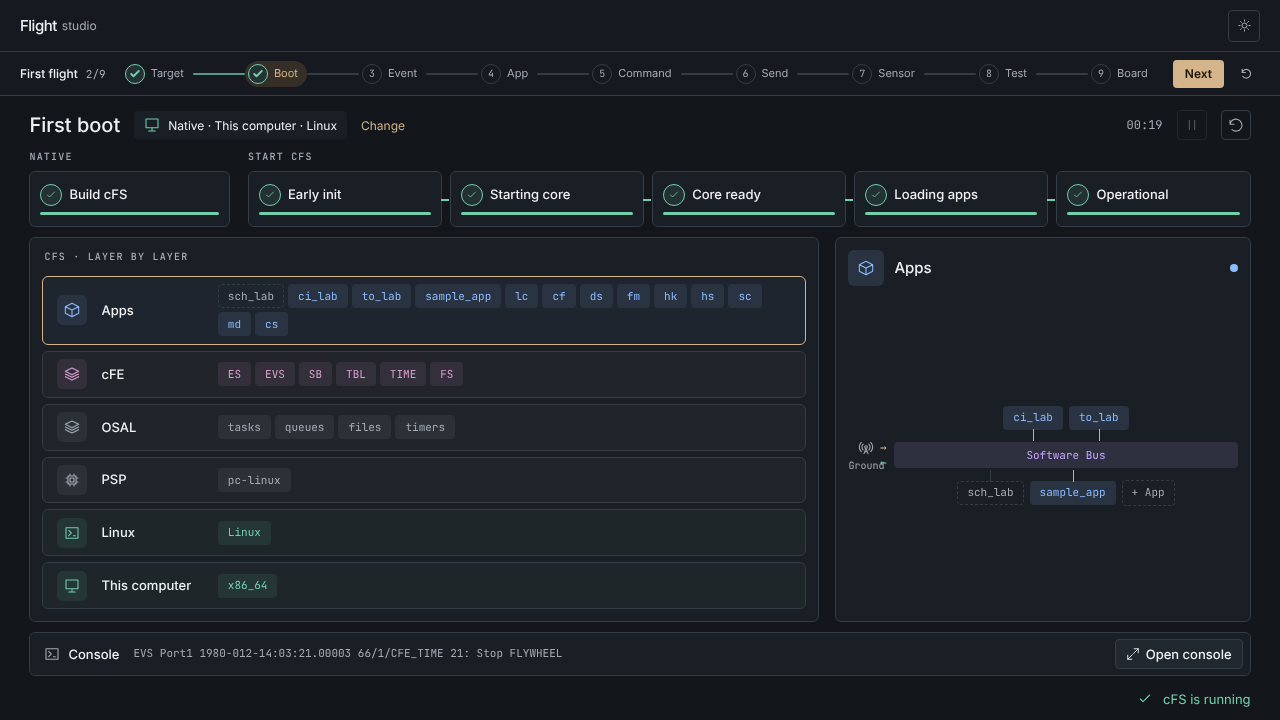 Flight studio
First flight 2/9 Target Boot 3 Event 4 App 5 Command 6 Send 7 Sensor 8 Test 9 Board Next
First boot Native · This computer · Linux Change 00:19
NATIVE START CFS
Build cFS Early init Starting core Core ready Loading apps Operational
CFS · LAYER BY LAYER
Apps sch_lab ci_lab to_lab sample_app lc cf ds fm hk hs sc
md cs
cFE ES EVS SB TBL TIME FS
OSAL tasks queues files timers
PSP pc-linux
Linux Linux
This computer x86_64
Apps
ci_lab to_lab
Software Bus
Ground
sch_lab sample_app + App
Console EVS Port1 1980-012-14:03:21.00003 66/1/CFE_TIME 21: Stop FLYWHEEL Open console
cFS is running